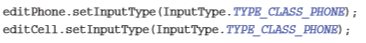 editPhone.setInputType(InputType.TYPE_CLASS_PHONE);
editCell.setInputType(InputType.TYPE_CLASS_PHONE);